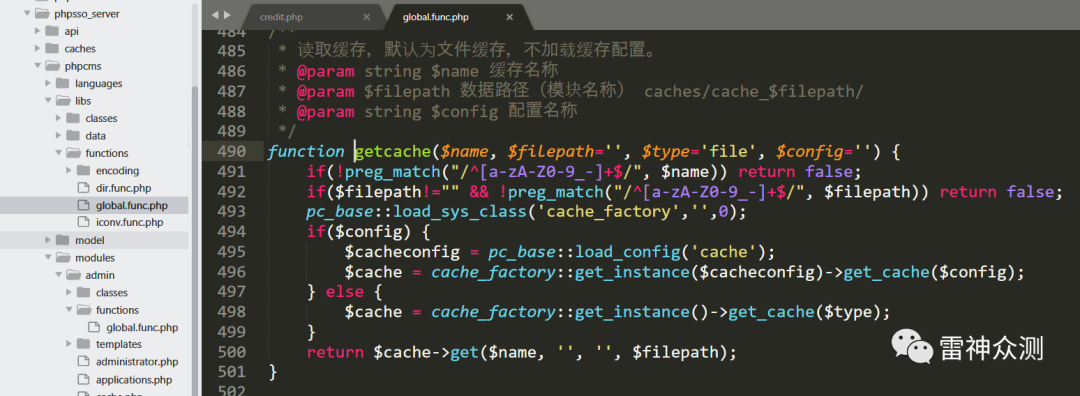 phpsso_server
api
caches
phpcms
languages
libs
classes
data
functions
encoding
dir.func.php
global.func.php
iconv.func.php
model
modules
admin
classes
functions
global.func.php
templates
administrator.php
applications.php
cache.php
credit.php × global.func.php ×
484 /**
485 * 读取缓存，默认为文件缓存，不加载缓存配置。
486 * @param string $name 缓存名称
487 * @param $filepath 数据路径（模块名称） caches/cache_$filepath/
488 * @param string $config 配置名称
489 */
490 function getcache($name, $filepath='', $type='file', $config='') {
491 if(!preg_match("/^[a-zA-Z0-9_-]+$/", $name)) return false;
492 if($filepath!="" && !preg_match("/^[a-zA-Z0-9_-]+$/", $filepath)) return false;
493 pc_base::load_sys_class('cache_factory','',0);
494 if($config) {
495 $cacheconfig = pc_base::load_config('cache');
496 $cache = cache_factory::get_instance($cacheconfig)->get_cache($config);
497 } else {
498 $cache = cache_factory::get_instance()->get_cache($type);
499 }
500 return $cache->get($name, '', '', $filepath);
501 }
502
雷神众测